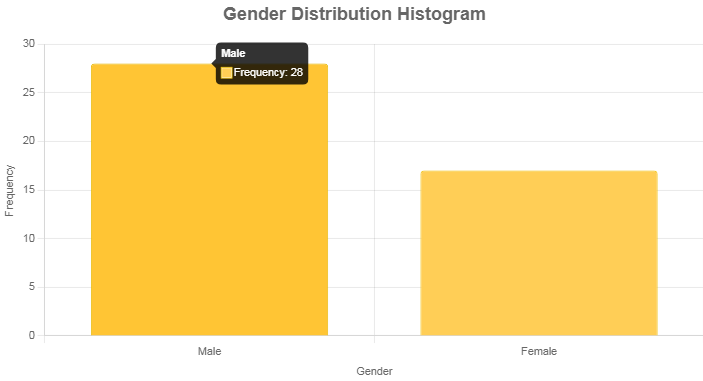 Gender Distribution Histogram
30
Male
Frequency: 28
25
20
15
10
5
0
Frequency
Male Female
Gender